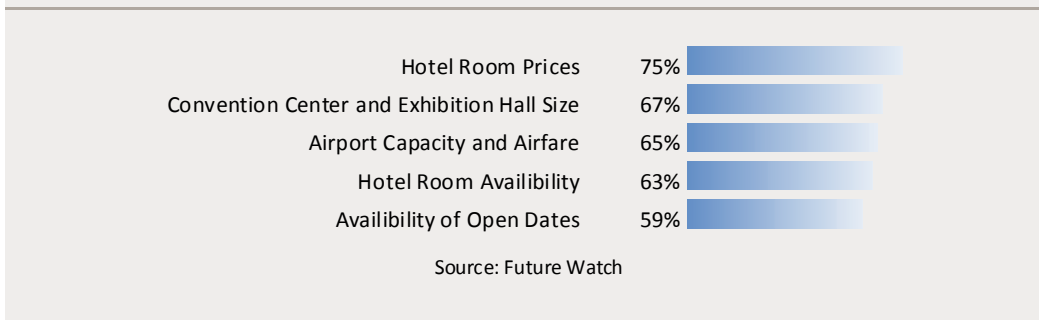 Hotel Room Prices 75%
Convention Center and Exhibition Hall Size 67%
Airport Capacity and Airfare 65%
Hotel Room Availibility 63%
Availibility of Open Dates 59%
Source: Future Watch